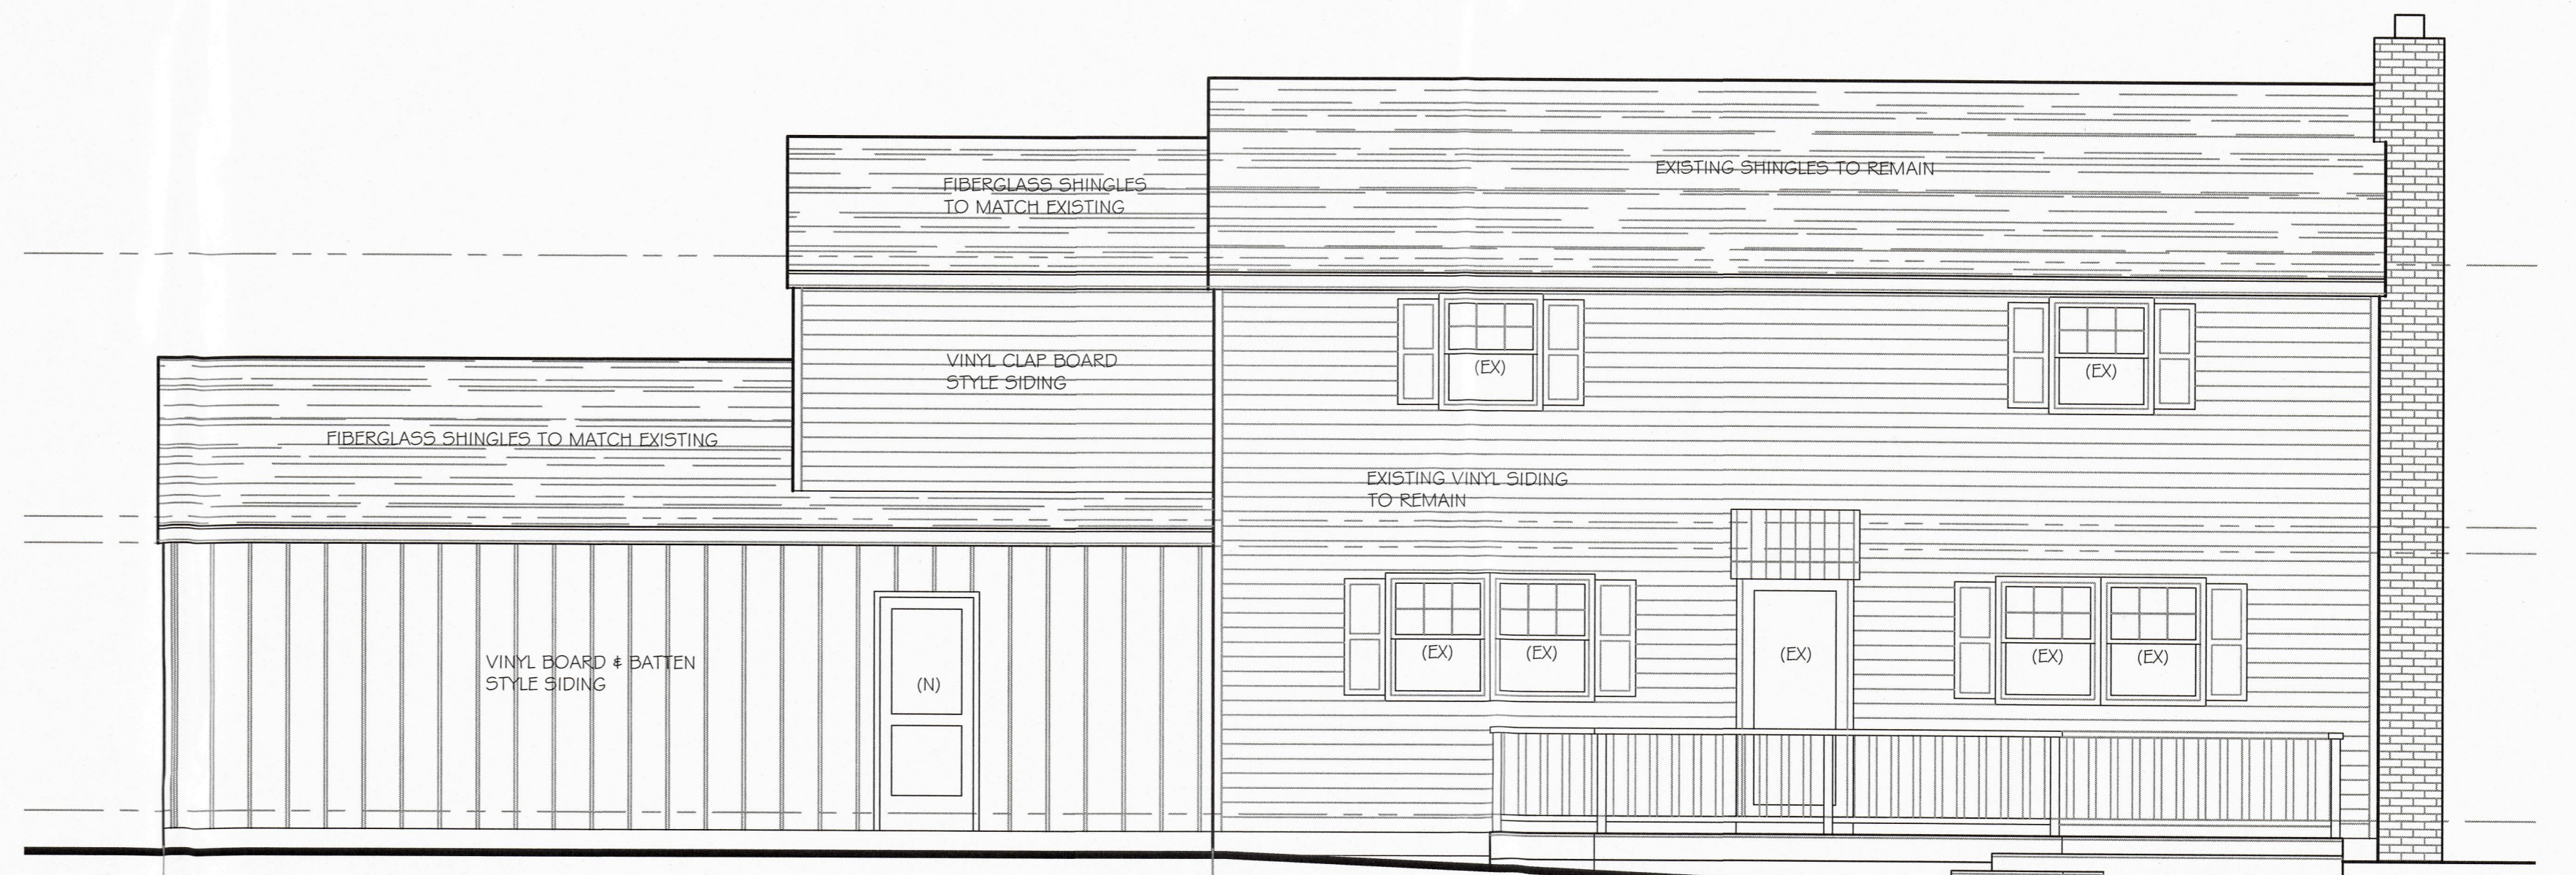 EXISTING SHINGLES TO REMAIN
FIBERGLASS SHINGLES
TO MATCH EXISTING
VINYL CLAP BOARD
STYLE SIDING
(EX)
(EX)
FIBERGLASS SHINGLES TO MATCH EXISTING
EXISTING VINYL SIDING
TO REMAIN
VINYL BOARD & BATTEN
STYLE SIDING
(N)
(EX)
(EX)
(EX)
(EX)
(EX)